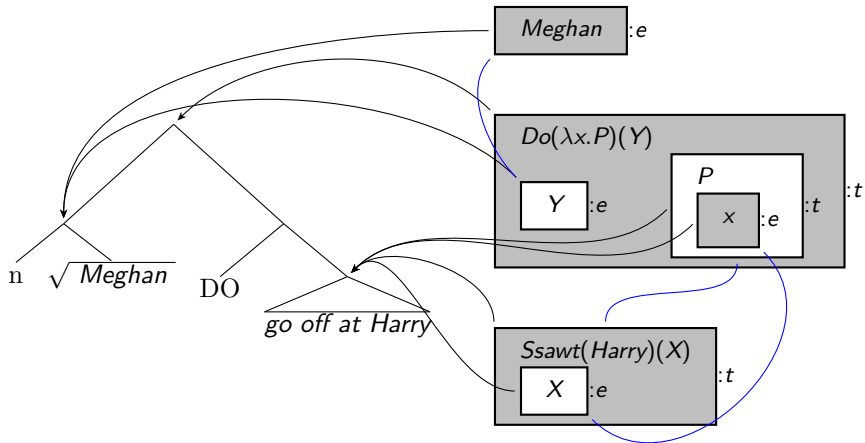 Meghan :e
Do(λx.P)(Y)
P
Y :e
x :e :t :t
n √Meghan
DO
go off at Harry
Ssawt(Harry)(X)
X :e :t